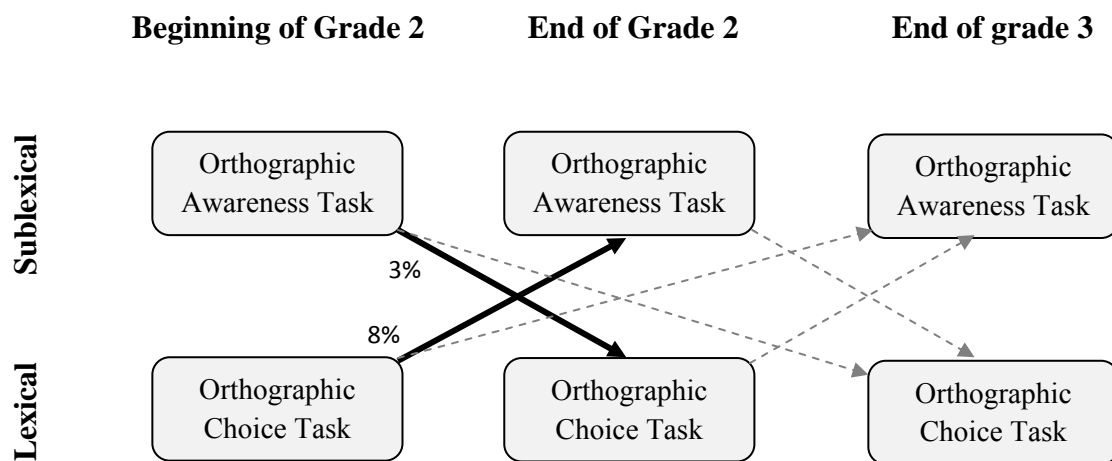 Beginning of Grade 2
End of Grade 2
End of grade 3
Sublexical
Orthographic
Awareness Task
Orthographic
Awareness Task
Orthographic
Awareness Task
3%
8%
Lexical
Orthographic
Choice Task
Orthographic
Choice Task
Orthographic
Choice Task